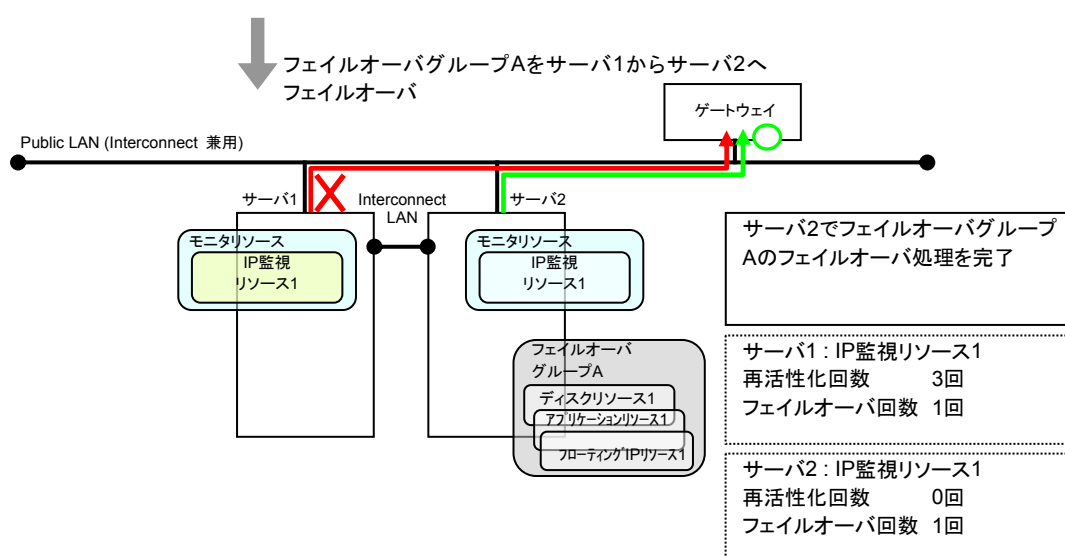 フェイルオーバグループAをサーバ1からサーバ2へ
フェイルオーバ
ゲートウェイ
Public LAN (Interconnect 兼用)
サーバ1
Interconnect
LAN
サーバ2
モニタリソース
IP監視
リソース1
モニタリソース
IP監視
リソース1
フェイルオーバ
グループA
ディスクリソース1
アプリケーションリソース1
フローティングIPリソース1
サーバ2でフェイルオーバグループ
Aのフェイルオーバ処理を完了
サーバ1 : IP監視リソース1
再活性化回数 3回
フェイルオーバ回数 1回
サーバ2 : IP監視リソース1
再活性化回数 0回
フェイルオーバ回数 1回